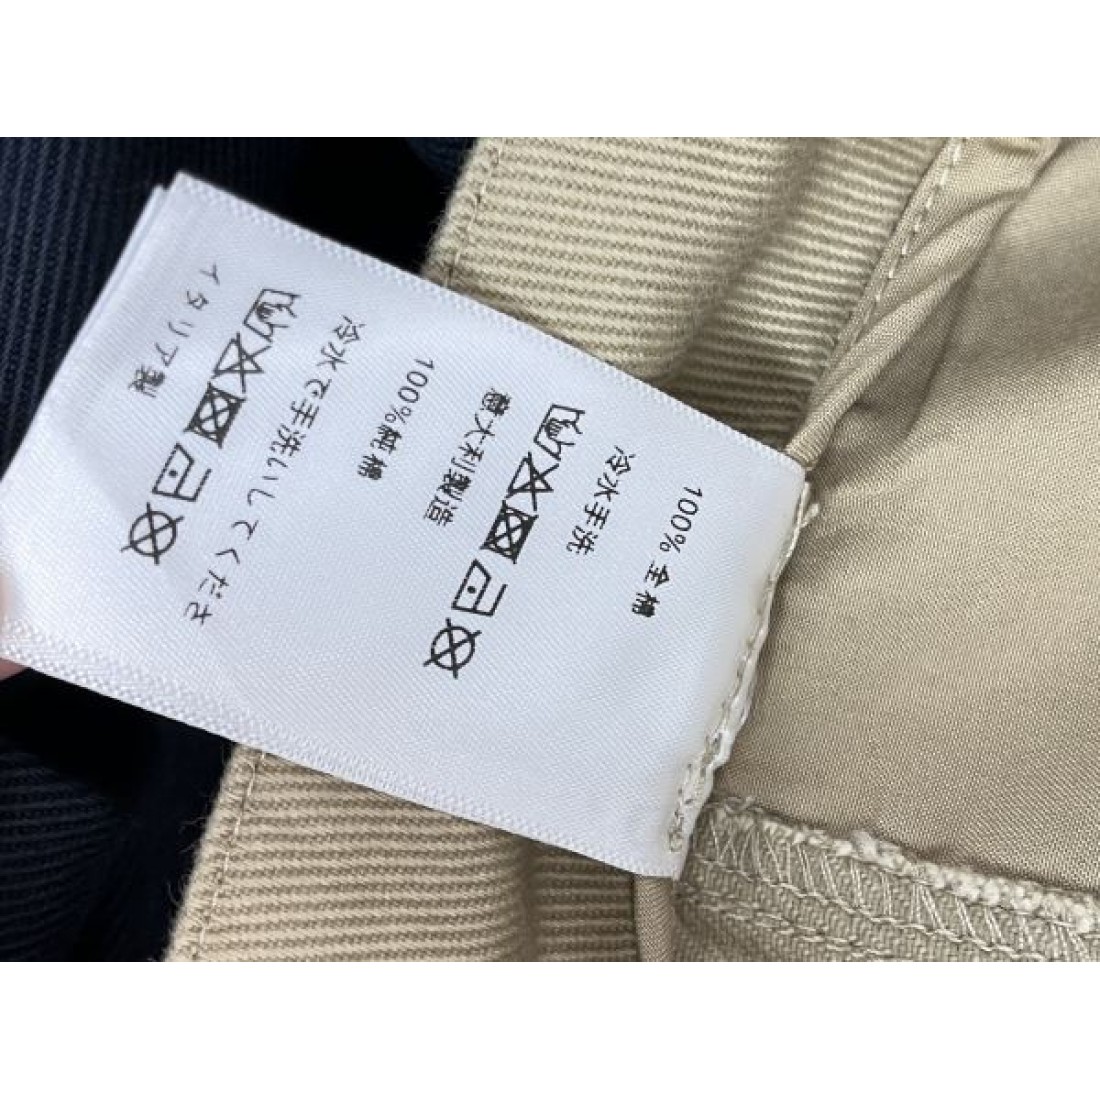 100% 全棉
冷水手洗
意大利製造
100%純棉
冷水で手洗いしてくださ
イタリア製